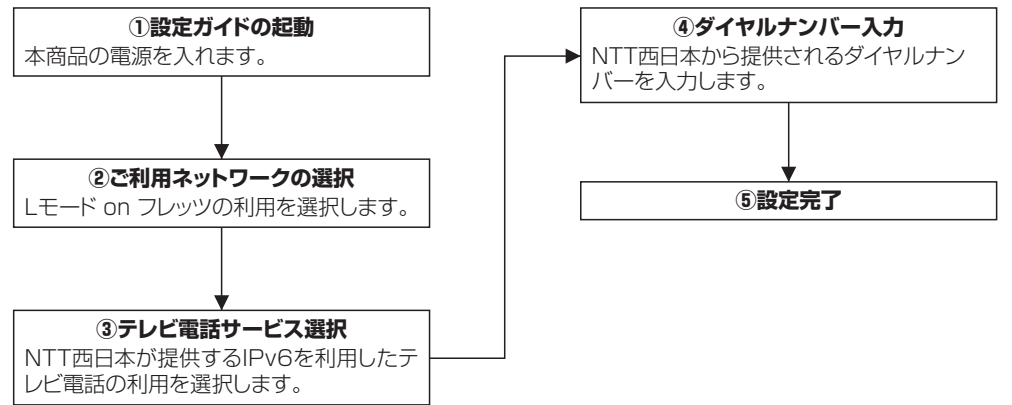 ①設定ガイドの起動
本商品の電源を入れます。
②ご利用ネットワークの選択
Lモード on フレッツの利用を選択します。
③テレビ電話サービス選択
NTT西日本が提供するIPv6を利用したテ
レビ電話の利用を選択します。
④ダイヤルナンバー入力
NTT西日本から提供されるダイヤルナン
バーを入力します。
⑤設定完了